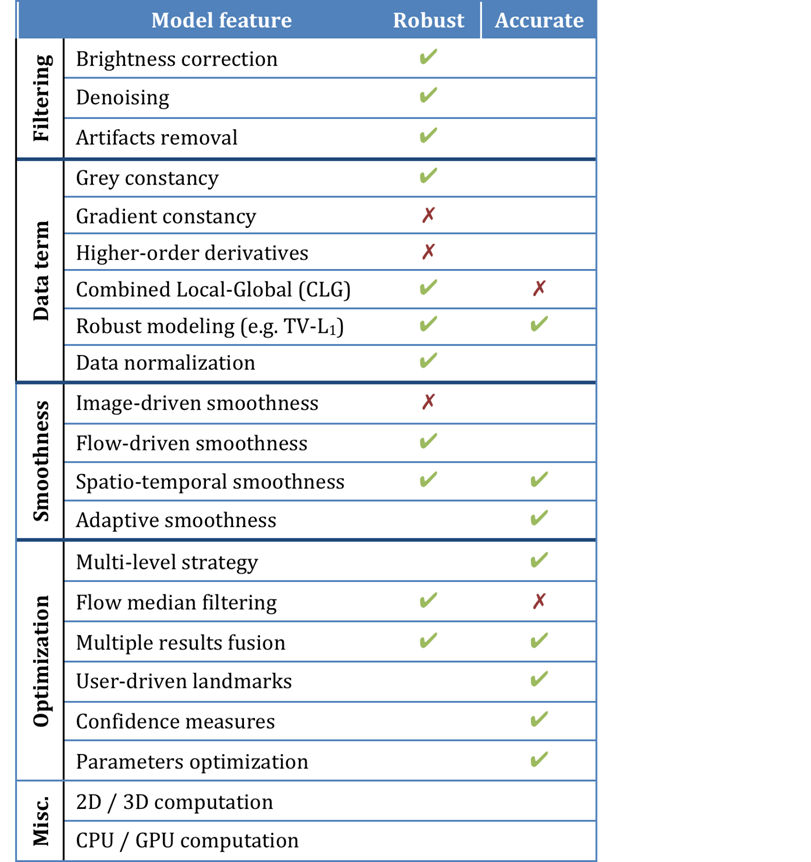 Model feature Robust Accurate
Filtering
Brightness correction ✔
Denoising ✔
Artifacts removal ✔
Data term
Grey constancy ✔
Gradient constancy ✗
Higher-order derivatives ✗
Combined Local-Global (CLG) ✔ ✗
Robust modeling (e.g. TV-L₁) ✔ ✔
Data normalization ✔
Smoothness
Image-driven smoothness ✗
Flow-driven smoothness ✔
Spatio-temporal smoothness ✔ ✔
Adaptive smoothness ✔
Optimization
Multi-level strategy ✔
Flow median filtering ✔ ✗
Multiple results fusion ✔ ✔
User-driven landmarks ✔
Confidence measures ✔
Parameters optimization ✔
Misc.
2D / 3D computation
CPU / GPU computation